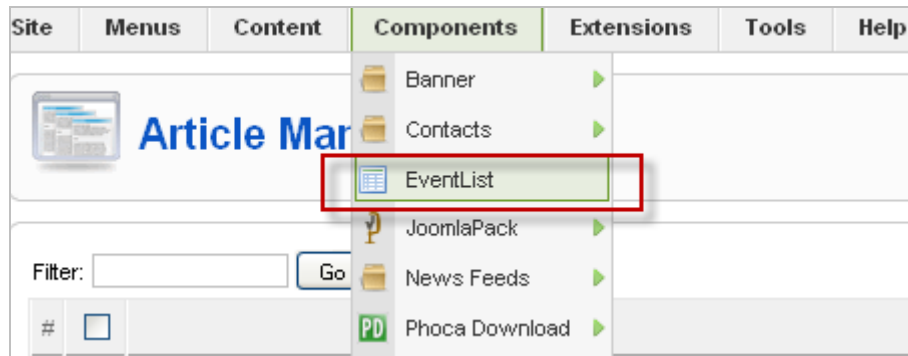 Site Menus Content Components Extensions Tools Help
Banner
Article Man
Contacts
EventList
JoomlaPack
Filter: Go
News Feeds
# PD Phoca Download